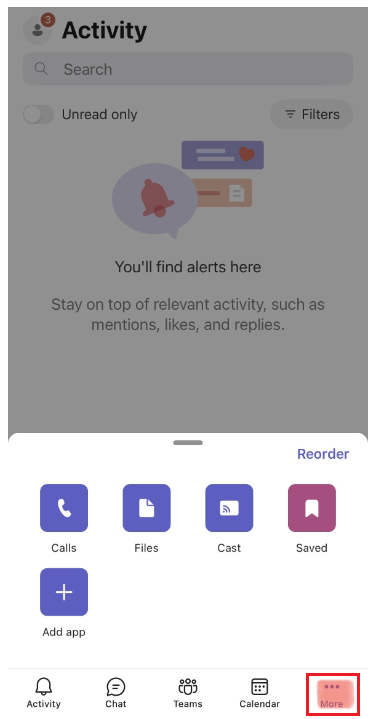 3
Activity
Search
Unread only
Filters
You'll find alerts here
Stay on top of relevant activity, such as
mentions, likes, and replies.
Reorder
Calls Files Cast Saved
Add app
Activity Chat Teams Calendar More